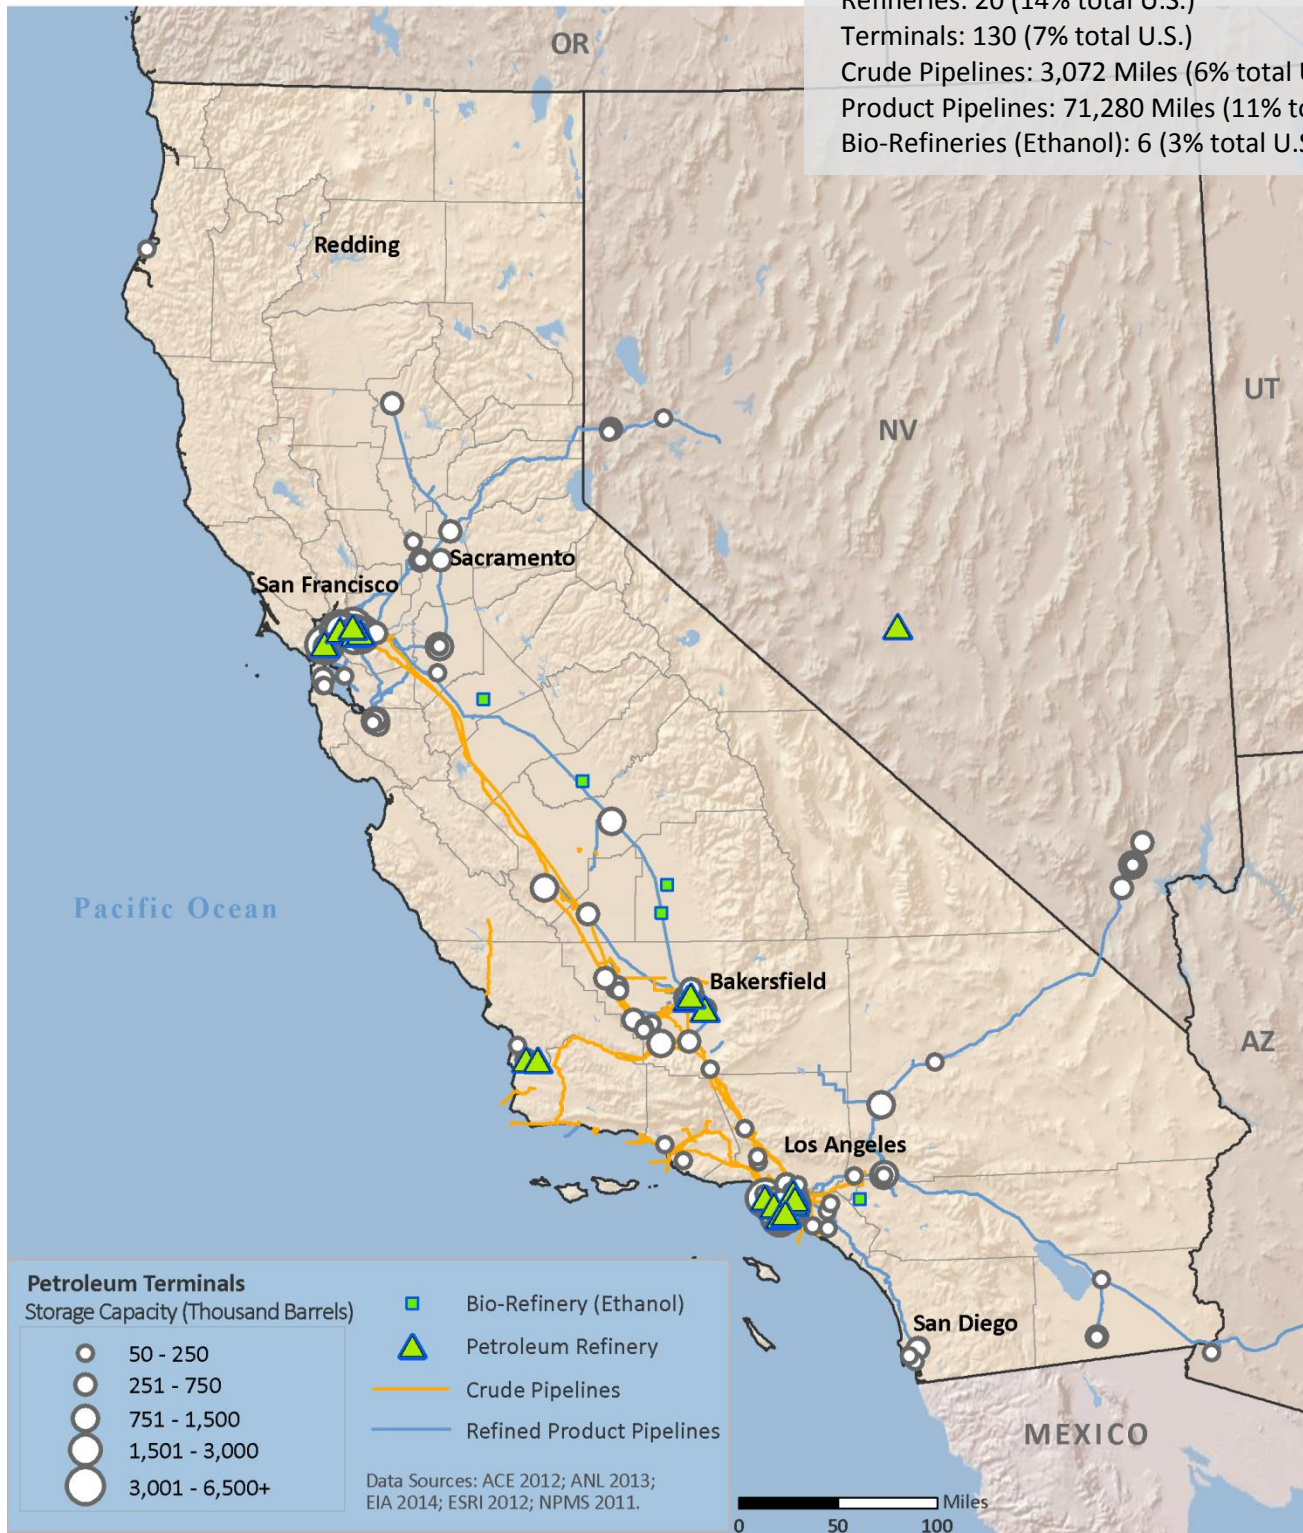 Refineries: 20 (14% total U.S.)
Terminals: 130 (7% total U.S.)
Crude Pipelines: 3,072 Miles (6% total
Product Pipelines: 71,280 Miles (11%
Bio-Refineries (Ethanol): 6 (3% total
OR
Redding
NV
UT
Sacramento
San Francisco
Pacific Ocean
Bakersfield
AZ
Los Angeles
San Diego
MEXICO
Petroleum Terminals
Storage Capacity (Thousand Barrels)
50 - 250
251 - 750
751 - 1,500
1,501 - 3,000
3,001 - 6,500+
Bio-Refinery (Ethanol)
Petroleum Refinery
Crude Pipelines
Refined Product Pipelines
Data Sources: ACE 2012; ANL 2013;
EIA 2014; ESRI 2012; NPMS 2011.
Miles
0 50 100